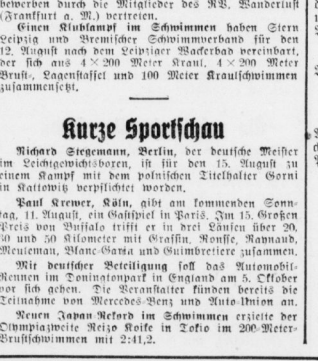 bewerben durch die Mitglieder des RV. Wanderlust
(Frankfurt a. M.) vertreten.
Einen Klubkampf im Schwimmen haben Stern
Leipzig und Bremischer Schwimmverband für den
12. August nach dem Leipziger Wackerbad vereinbart,
der sich aus 4×200 Meter Kraul, 4×200 Meter
Brust-, Lagenstaffel und 100 Meter Kraulschwimmen
zusammensetzt.
Kurze Sportschau
Richard Stegemann, Berlin, der deutsche Meister
im Leichtgewichtsboxen, ist für den 15. August zu
einem Kampf mit dem polnischen Titelhalter Gorni
in Kattowitz verpflichtet worden.
Paul Krewer, Köln, gibt am kommenden Sonn-
tag, 11. August, ein Gastspiel in Paris. Im 15. Großen
Preis von Buffalo trifft er in drei Läufen über 20,
30 und 50 Kilometer mit Grassin, Ronsse, Raynaud,
Meuleman, Blanc-Garin und Guimbretiere zusammen.
Mit deutscher Beteiligung soll das Automobil-
Rennen im Doningtonpark in England am 5. Oktober
vor sich gehen. Die Veranstalter künden bereits die
Teilnahme von Mercedes-Benz und Auto-Union an.
Neuen Japan-Rekord im Schwimmen erzielte der
Olympiazweite Reizo Koike in Tokio im 200-Meter-
Brustschwimmen mit 2:41,2.